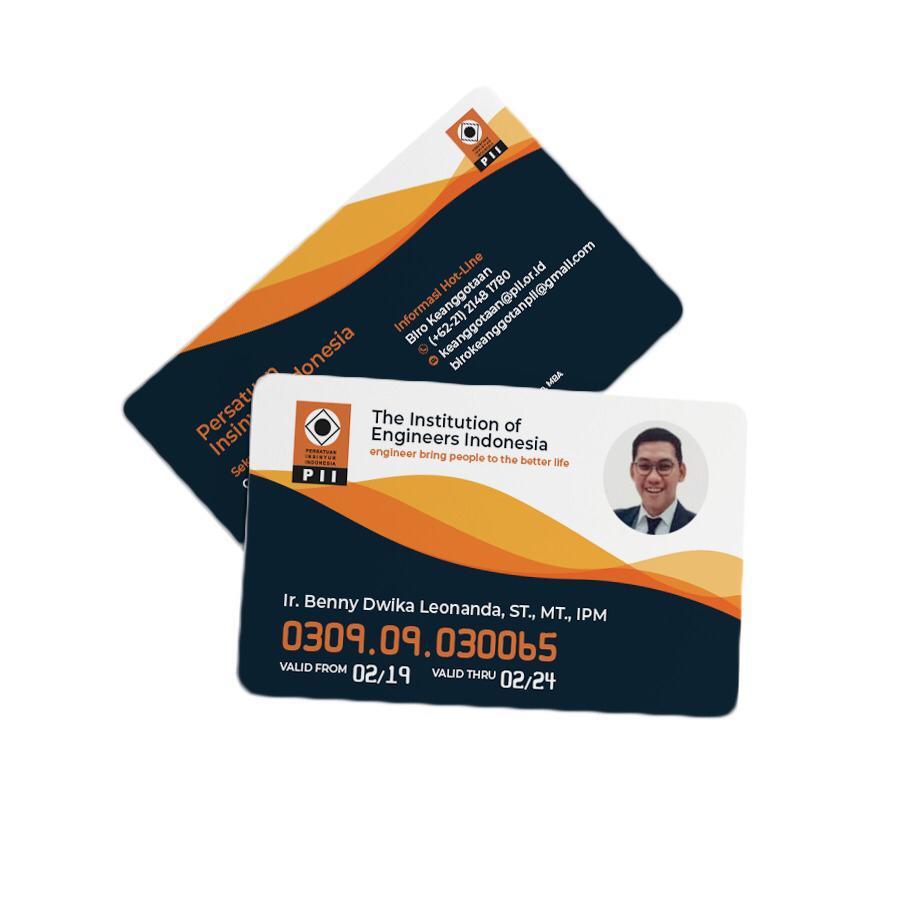 PII
Informasi Hot-Line
Biro Keanggotaan
(+62-21) 2148 1780
keanggotaan@pii.or.id
birokeanggotanpii@gmail.com
Persatuan
Insinyur Indonesia
MBA
PERSATUAN
INSINYUR
INDONESIA
PII
The Institution of
Engineers Indonesia
engineer bring people to the better life
Ir. Benny Dwika Leonanda, ST., MT., IPM
0309.09.030065
VALID FROM 02/19 VALID THRU 02/24